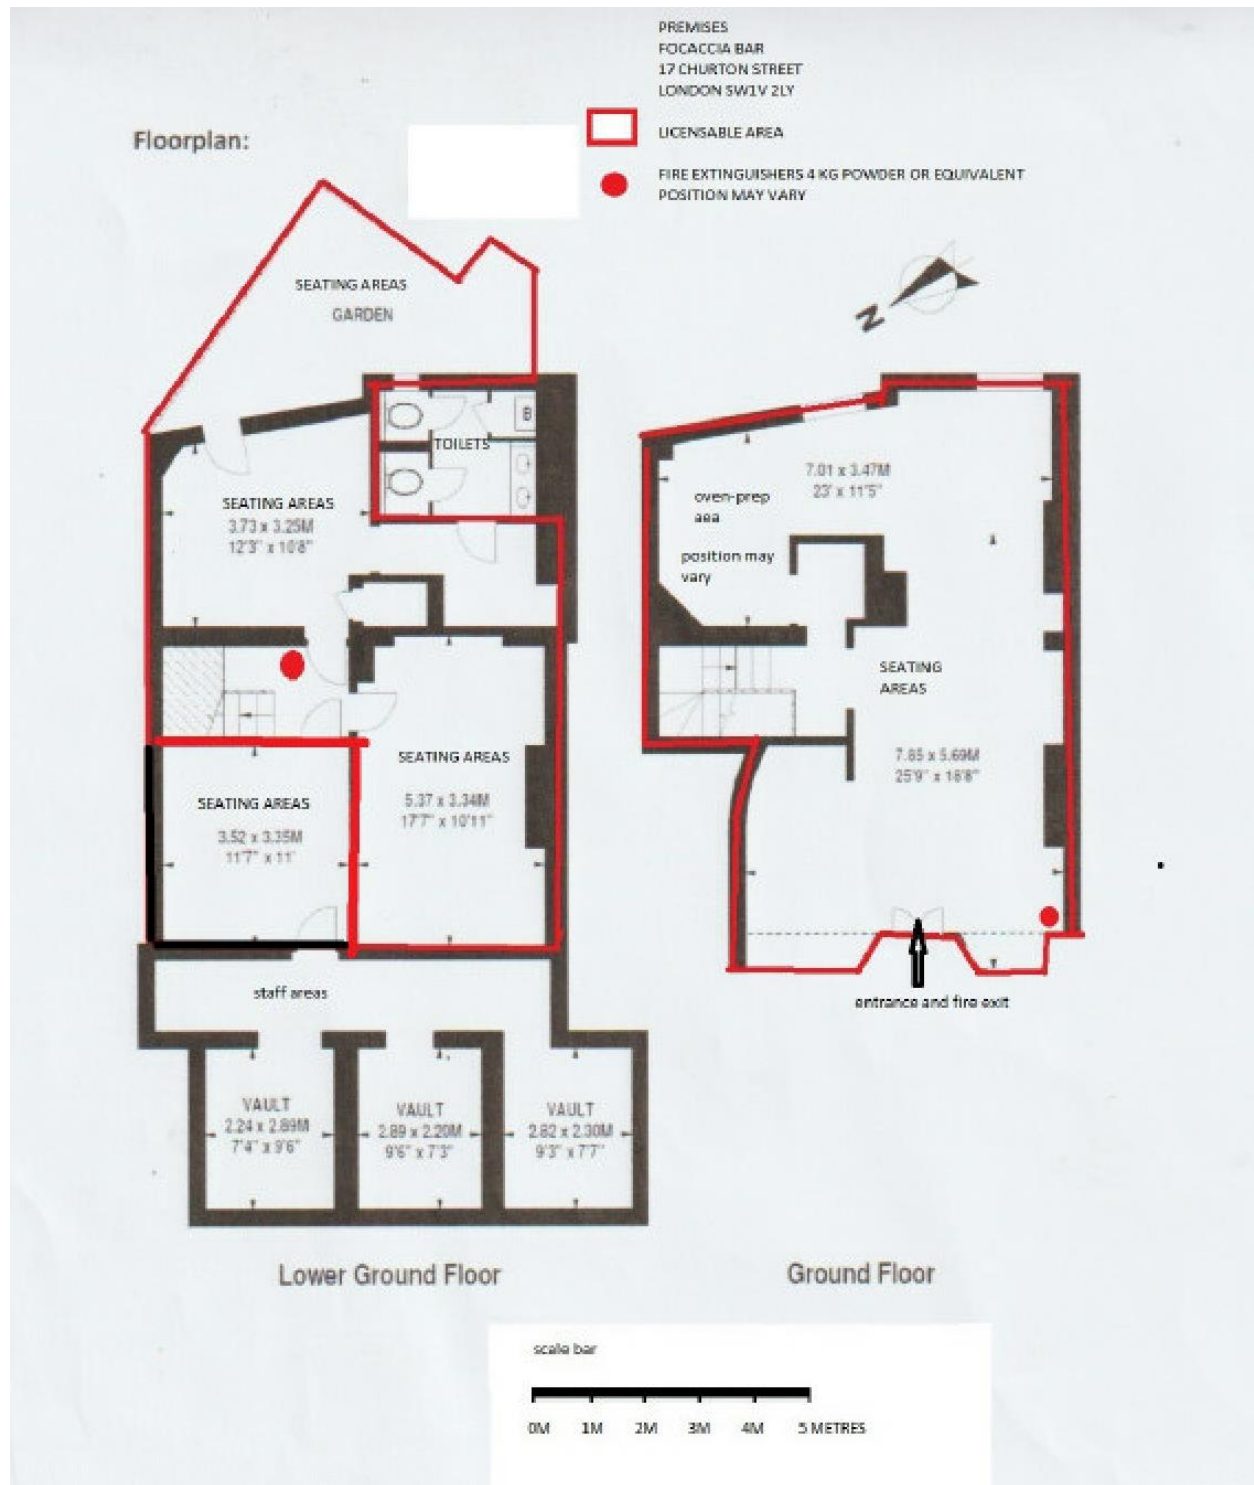 PREMISES
FOCACCIA BAR
17 CHURTON STREET
LONDON SW1V 2LY
LICENSABLE AREA
FIRE EXTINGUISHERS 4 KG POWDER OR EQUIVALENT
POSITION MAY VARY
Floorplan:
N
SEATING AREAS
GARDEN
B
TOILETS
SEATING AREAS
3.73 x 3.25M
12'3" x 10'8"
SEATING AREAS
5.37 x 3.34M
17'7" x 10'11"
SEATING AREAS
3.52 x 3.35M
11'7" x 11'
staff areas
VAULT
2.24 x 2.89M
7'4" x 9'6"
VAULT
2.89 x 2.20M
9'6" x 7'3"
VAULT
2.82 x 2.30M
9'3" x 7'7"
Lower Ground Floor
7.01 x 3.47M
23' x 11'5"
oven-prep
aea
position may
vary
SEATING
AREAS
7.85 x 5.69M
25'9" x 18'8"
entrance and fire exit
Ground Floor
scale bar
0M 1M 2M 3M 4M 5 METRES